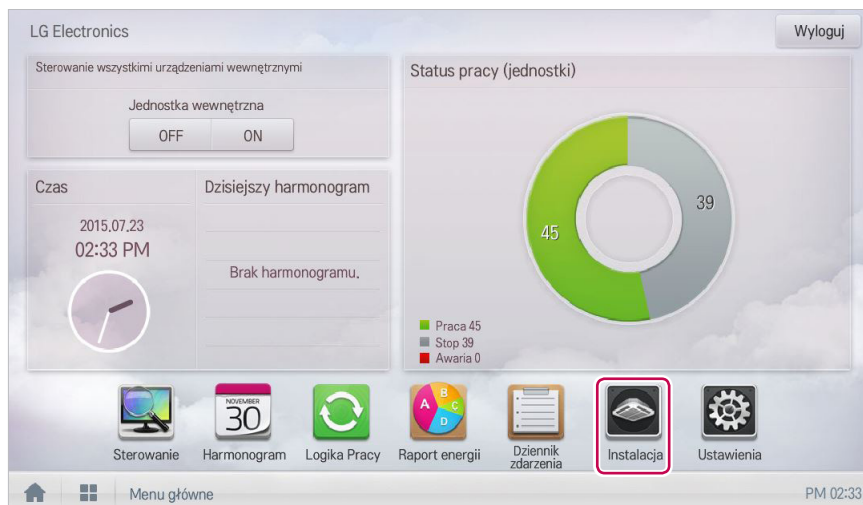 LG Electronics
Wyloguj
Sterowanie wszystkimi urządzeniami wewnętrznymi
Jednostka wewnętrzna
OFF ON
Status pracy (jednostki)
45
39
Praca 45
Stop 39
Awaria 0
Czas
2015.07.23
02:33 PM
Dzisiejszy harmonogram
Brak harmonogramu.
Sterowanie
NOVEMBER
30
Harmonogram
Logika Pracy
A
B
C
D
Raport energii
Dziennik
zdarzenia
Instalacja
Ustawienia
Menu główne
PM 02:33